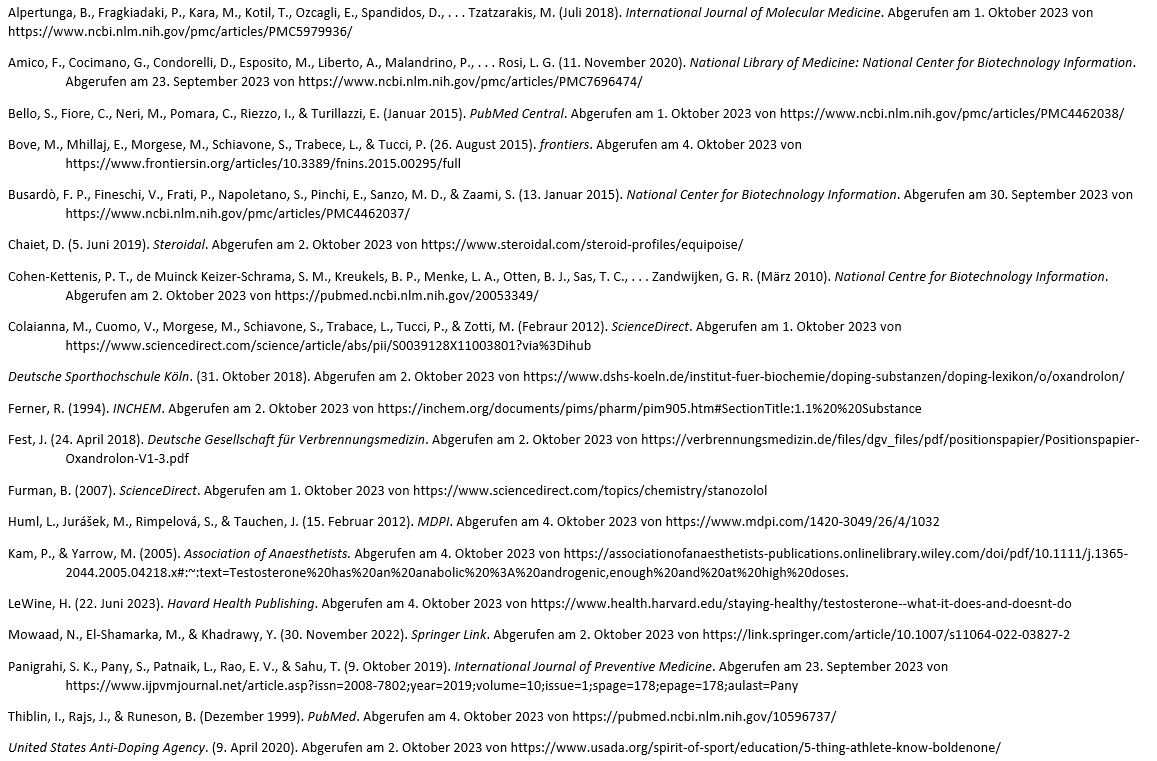 Alpertunga, B., Fragkiadaki, P., Kara, M., Kotil, T., Ozcagli, E., Spandidos, D., . . . Tzatzarakis, M. (Juli 2018). International Journal of Molecular Medicine. Abgerufen am 1. Oktober 2023 von
https://www.ncbi.nlm.nih.gov/pmc/articles/PMC5979936/
Amico, F., Cocimano, G., Condorelli, D., Esposito, M., Liberto, A., Malandrino, P., . . . Rosi, L. G. (11. November 2020). National Library of Medicine: National Center for Biotechnology Information.
Abgerufen am 23. September 2023 von https://www.ncbi.nlm.nih.gov/pmc/articles/PMC7696474/
Bello, S., Fiore, C., Neri, M., Pomara, C., Riezzo, I., & Turillazzi, E. (Januar 2015). PubMed Central. Abgerufen am 1. Oktober 2023 von https://www.ncbi.nlm.nih.gov/pmc/articles/PMC4462038/
Bove, M., Mhillaj, E., Morgese, M., Schiavone, S., Trabece, L., & Tucci, P. (26. August 2015). frontiers. Abgerufen am 4. Oktober 2023 von
https://www.frontiersin.org/articles/10.3389/fnins.2015.00295/full
Busardò, F. P., Fineschi, V., Frati, P., Napoletano, S., Pinchi, E., Sanzo, M. D., & Zaami, S. (13. Januar 2015). National Center for Biotechnology Information. Abgerufen am 30. September 2023 von
https://www.ncbi.nlm.nih.gov/pmc/articles/PMC4462037/
Chaiet, D. (5. Juni 2019). Steroidal. Abgerufen am 2. Oktober 2023 von https://www.steroidal.com/steroid-profiles/equipoise/
Cohen-Kettenis, P. T., de Muinck Keizer-Schrama, S. M., Kreukels, B. P., Menke, L. A., Otten, B. J., Sas, T. C., . . . Zandwijken, G. R. (März 2010). National Centre for Biotechnology Information.
Abgerufen am 2. Oktober 2023 von https://pubmed.ncbi.nlm.nih.gov/20053349/
Colaianna, M., Cuomo, V., Morgese, M., Schiavone, S., Trabace, L., Tucci, P., & Zotti, M. (Febraur 2012). ScienceDirect. Abgerufen am 1. Oktober 2023 von
https://www.sciencedirect.com/science/article/abs/pii/S0039128X11003801?via%3Dihub
Deutsche Sporthochschule Köln. (31. Oktober 2018). Abgerufen am 2. Oktober 2023 von https://www.dshs-koeln.de/institut-fuer-biochemie/doping-substanzen/doping-lexikon/o/oxandrolon/
Ferner, R. (1994). INCHEM. Abgerufen am 2. Oktober 2023 von https://inchem.org/documents/pims/pharm/pim905.htm#SectionTitle:1.1%20%20Substance
Fest, J. (24. April 2018). Deutsche Gesellschaft für Verbrennungsmedizin. Abgerufen am 2. Oktober 2023 von https://verbrennungsmedizin.de/files/dgv_files/pdf/positionspapier/Positionspapier-
Oxandrolon-V1-3.pdf
Furman, B. (2007). ScienceDirect. Abgerufen am 1. Oktober 2023 von https://www.sciencedirect.com/topics/chemistry/stanozolol
Huml, L., Jurášek, M., Rimpelová, S., & Tauchen, J. (15. Februar 2012). MDPI. Abgerufen am 4. Oktober 2023 von https://www.mdpi.com/1420-3049/26/4/1032
Kam, P., & Yarrow, M. (2005). Association of Anaesthetists. Abgerufen am 4. Oktober 2023 von https://associationofanaesthetists-publications.onlinelibrary.wiley.com/doi/pdf/10.1111/j.1365-
2044.2005.04218.x#:~:text=Testosterone%20has%20an%20anabolic%20%3A%20androgenic,enough%20and%20at%20high%20doses.
LeWine, H. (22. Juni 2023). Havard Health Publishing. Abgerufen am 4. Oktober 2023 von https://www.health.harvard.edu/staying-healthy/testosterone--what-it-does-and-doesnt-do
Mowaad, N., El-Shamarka, M., & Khadrawy, Y. (30. November 2022). Springer Link. Abgerufen am 2. Oktober 2023 von https://link.springer.com/article/10.1007/s11064-022-03827-2
Panigrahi, S. K., Pany, S., Patnaik, L., Rao, E. V., & Sahu, T. (9. Oktober 2019). International Journal of Preventive Medicine. Abgerufen am 23. September 2023 von
https://www.ijpvmjournal.net/article.asp?issn=2008-7802;year=2019;volume=10;issue=1;spage=178;epage=178;aulast=Pany
Thiblin, I., Rajs, J., & Runeson, B. (Dezember 1999). PubMed. Abgerufen am 4. Oktober 2023 von https://pubmed.ncbi.nlm.nih.gov/10596737/
United States Anti-Doping Agency. (9. April 2020). Abgerufen am 2. Oktober 2023 von https://www.usada.org/spirit-of-sport/education/5-thing-athlete-know-boldenone/